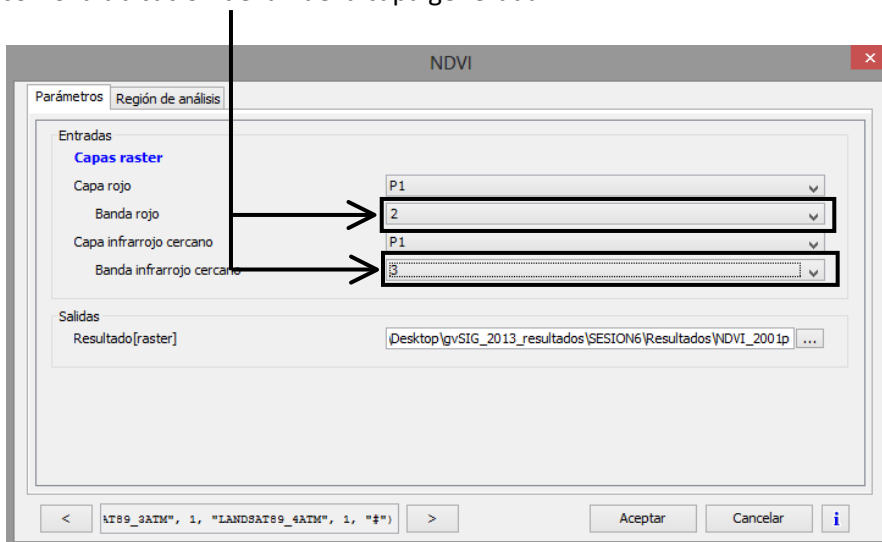 NDVI
Parámetros Región de análisis
Entradas
Capas raster
Capa rojo P1
Banda rojo 2
Capa infrarrojo cercano P1
Banda infrarrojo cercano 3
Salidas
Resultado[raster] Desktop\gvSIG_2013_resultados\SESION6\Resultados\NDVI_2001p ...
< AT89_3ATM", 1, "LANDSAT89_4ATM", 1, "#") > Aceptar Cancelar i